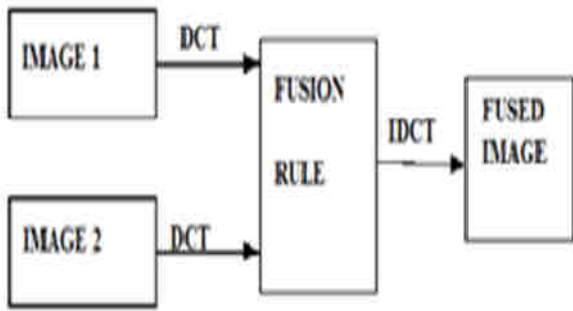 IMAGE 1
DCT
FUSION
RULE
IMAGE 2
DCT
IDCT
FUSED
IMAGE